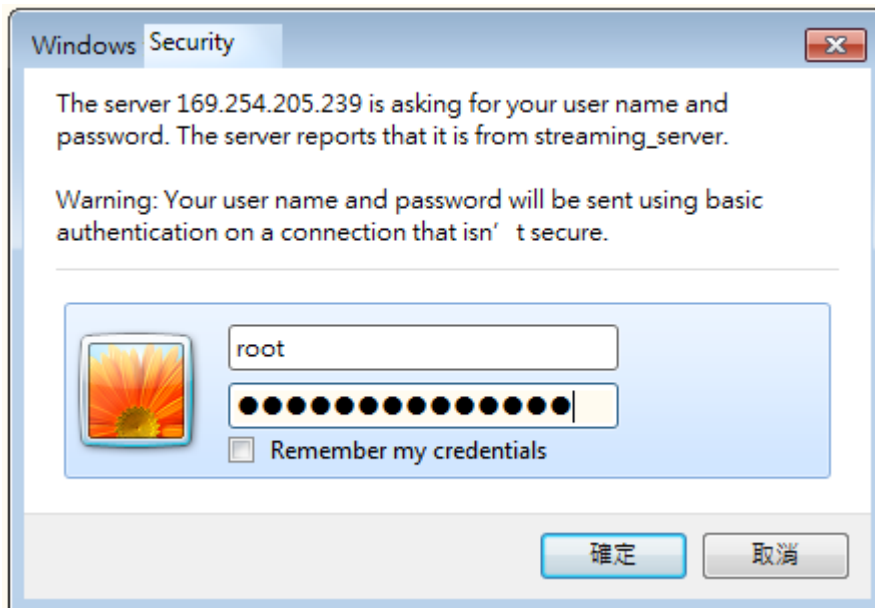 Windows Security
The server 169.254.205.239 is asking for your user name and
password. The server reports that it is from streaming_server.
Warning: Your user name and password will be sent using basic
authentication on a connection that isn’ t secure.
root
●●●●●●●●●●●●●●
Remember my credentials
確定 取消